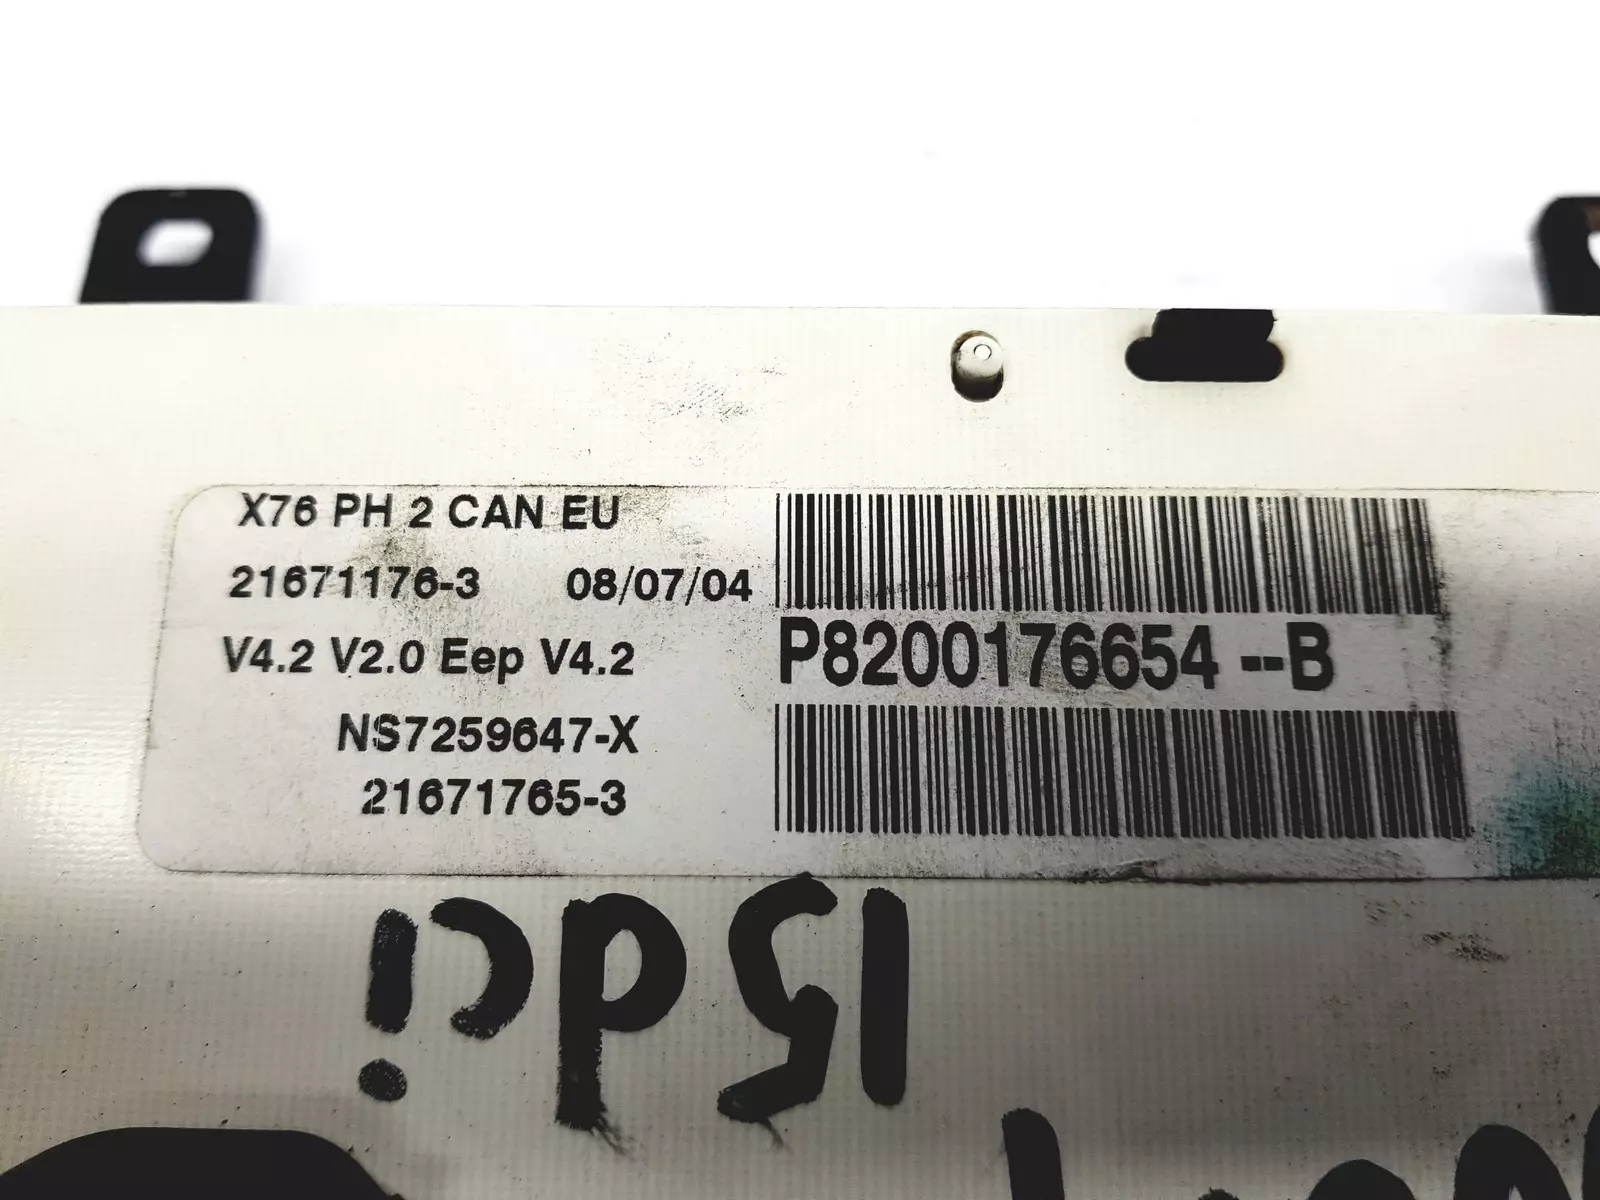 X76 PH 2 CAN EU
21671176-3 08/07/04
V4.2 V2.0 Eep V4.2
P8200176654 --B
NS7259647-X
21671765-3
15dci